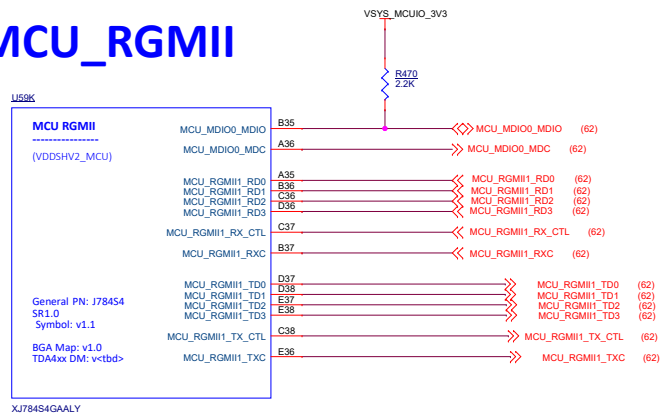 VSYS_MCUIO_3V3
MCU_RGMII
R470
2.2K
U59K
MCU RGMII
----------------
(VDDSHV2_MCU)
MCU_MDIO0_MDIO B35 MCU_MDIO0_MDIO (62)
MCU_MDIO0_MDC A36 MCU_MDIO0_MDC (62)
MCU_RGMII1_RD0 A35 MCU_RGMII1_RD0 (62)
MCU_RGMII1_RD1 B36 MCU_RGMII1_RD1 (62)
MCU_RGMII1_RD2 C36 MCU_RGMII1_RD2 (62)
MCU_RGMII1_RD3 D36 MCU_RGMII1_RD3 (62)
MCU_RGMII1_RX_CTL C37 MCU_RGMII1_RX_CTL (62)
MCU_RGMII1_RXC B37 MCU_RGMII1_RXC (62)
MCU_RGMII1_TD0 D37 MCU_RGMII1_TD0 (62)
MCU_RGMII1_TD1 D38 MCU_RGMII1_TD1 (62)
MCU_RGMII1_TD2 E37 MCU_RGMII1_TD2 (62)
MCU_RGMII1_TD3 E38 MCU_RGMII1_TD3 (62)
MCU_RGMII1_TX_CTL C38 MCU_RGMII1_TX_CTL (62)
MCU_RGMII1_TXC E36 MCU_RGMII1_TXC (62)
General PN: J784S4
SR1.0
Symbol: v1.1
BGA Map: v1.0
TDA4xx DM: v<tbd>
XJ784S4GAALY